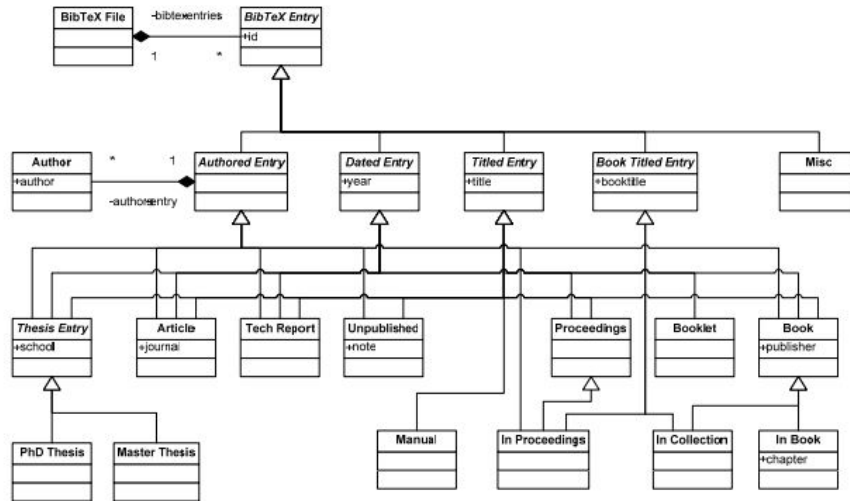 BibTeX File
-bibtexentries
BibTeX Entry
+id
1
*
Author
+author
*
1
-authorsentry
Authored Entry
Dated Entry
+year
Titled Entry
+title
Book Titled Entry
+booktitle
Misc
Thesis Entry
+school
Article
+journal
Tech Report
Unpublished
+note
Proceedings
Booklet
Book
+publisher
PhD Thesis
Master Thesis
Manual
In Proceedings
In Collection
In Book
+chapter